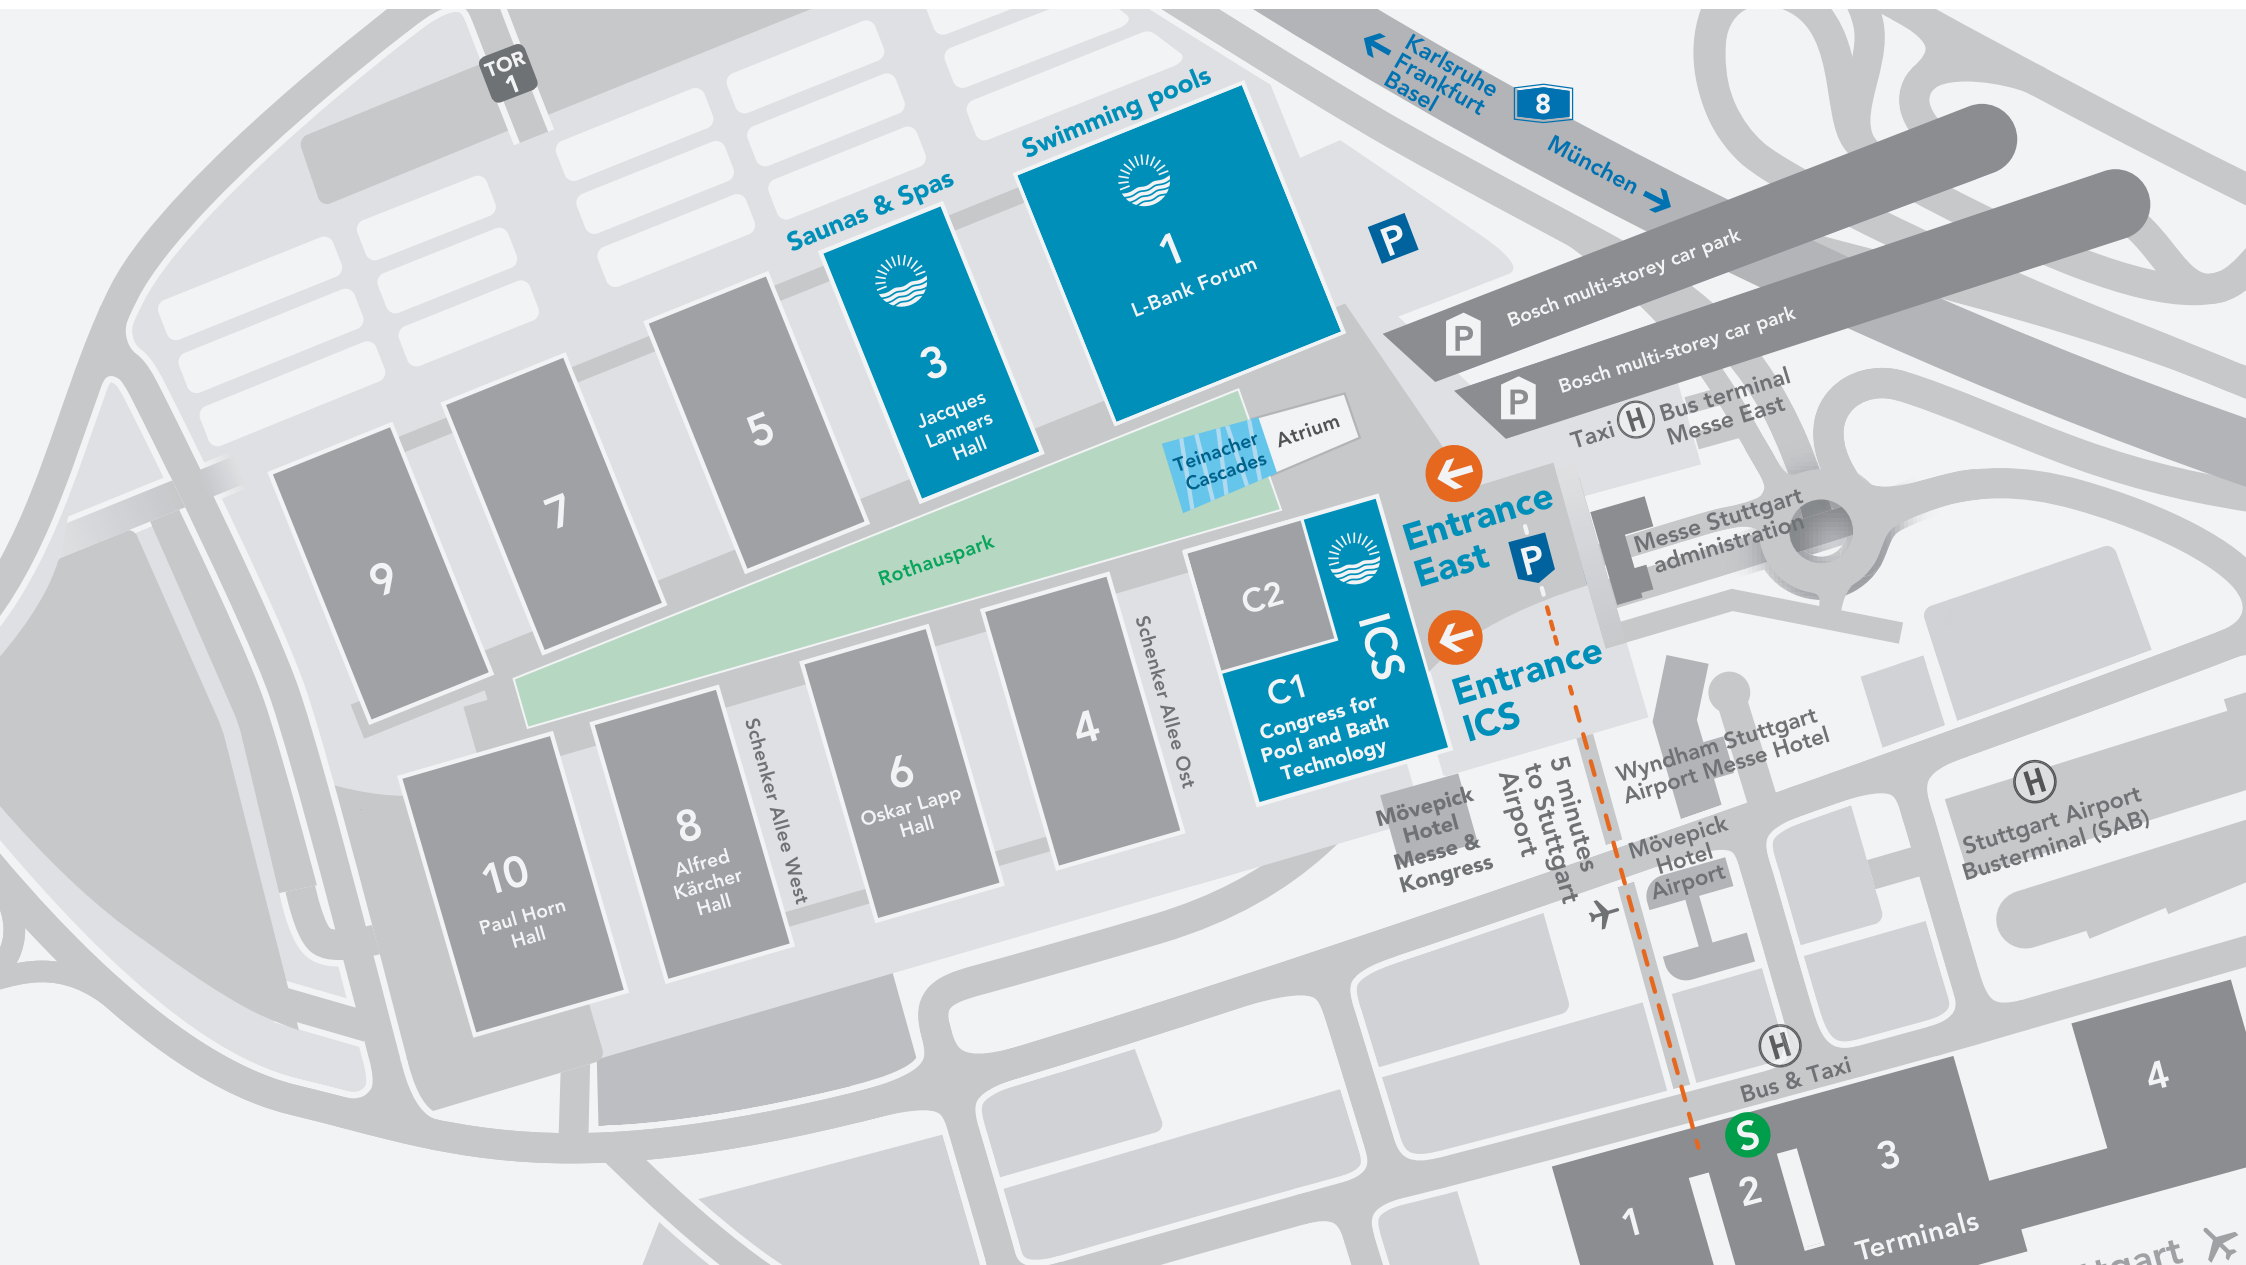 TOR
1
Karlsruhe
Frankfurt
Basel
8
München
Swimming pools
Saunas & Spas
1
L-Bank Forum
P
Bosch multi-storey car park
P
Bosch multi-storey car park
P
3
Jacques
Lanners
Hall
5
7
9
Taxi
H
Bus terminal
Messe East
Atrium
Teinacher
Cascades
Rothauspark
Entrance
East
P
Messe Stuttgart
administration
C2
ICS
C1
Congress for
Pool and Bath
Technology
Entrance
ICS
Schenker Allee Ost
4
6
Oskar Lapp
Hall
Schenker Allee West
8
Alfred
Kärcher
Hall
10
Paul Horn
Hall
Mövepick
Hotel
Messe &
Kongress
5 minutes
to Stuttgart
Airport
Wyndham Stuttgart
Airport Messe Hotel
Mövepick
Hotel
Airport
H
Stuttgart Airport
Busterminal (SAB)
H
Bus & Taxi
S
1
2
3
4
Terminals